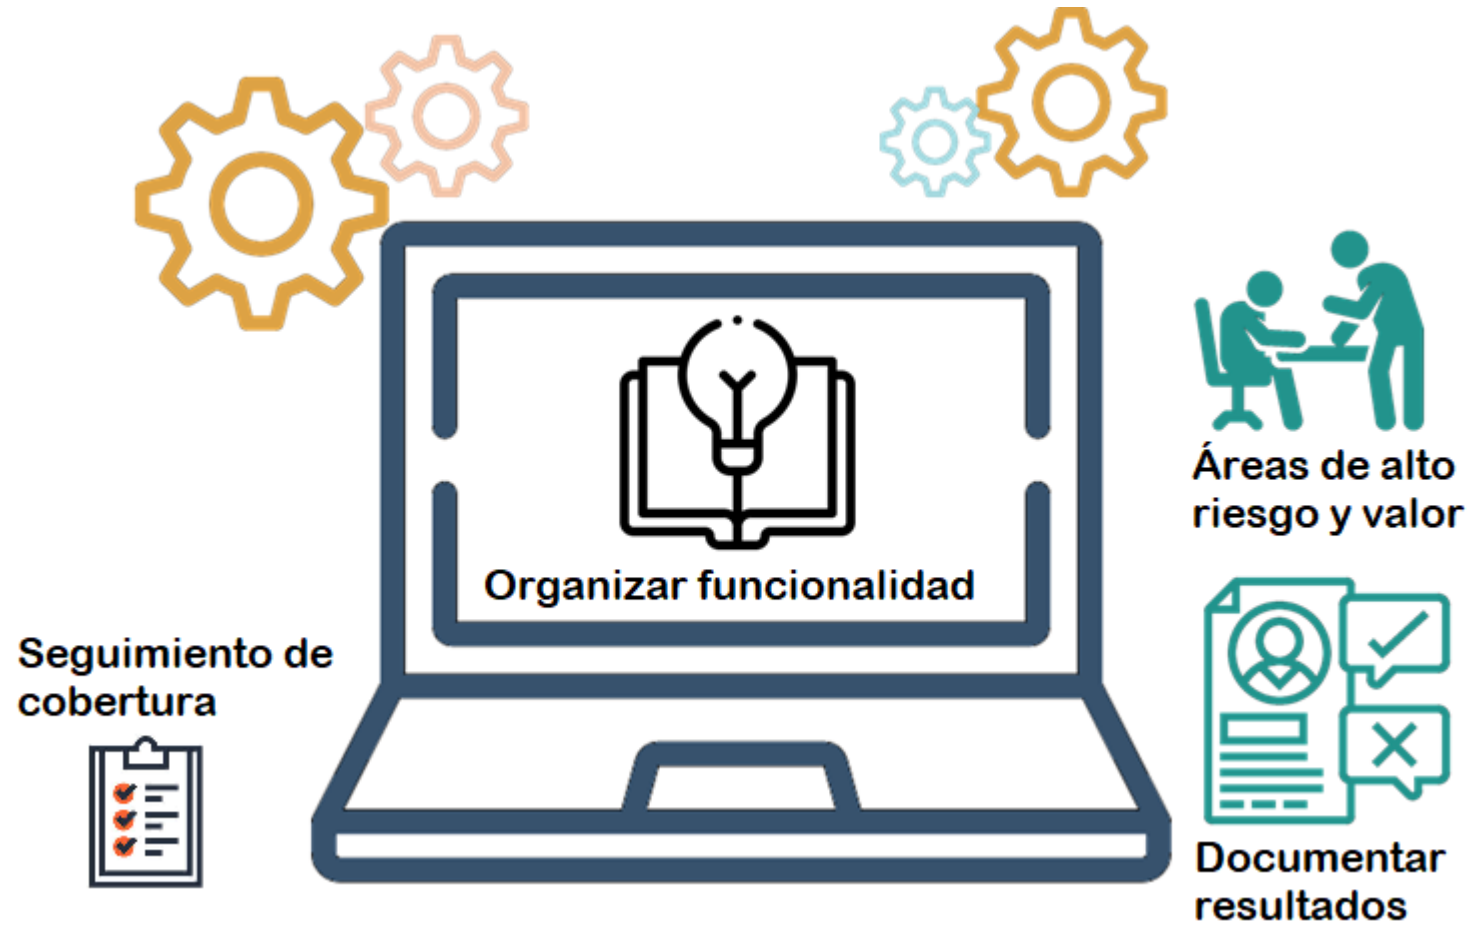 Organizar funcionalidad
Áreas de alto
riesgo y valor
Seguimiento de
cobertura
Documentar
resultados